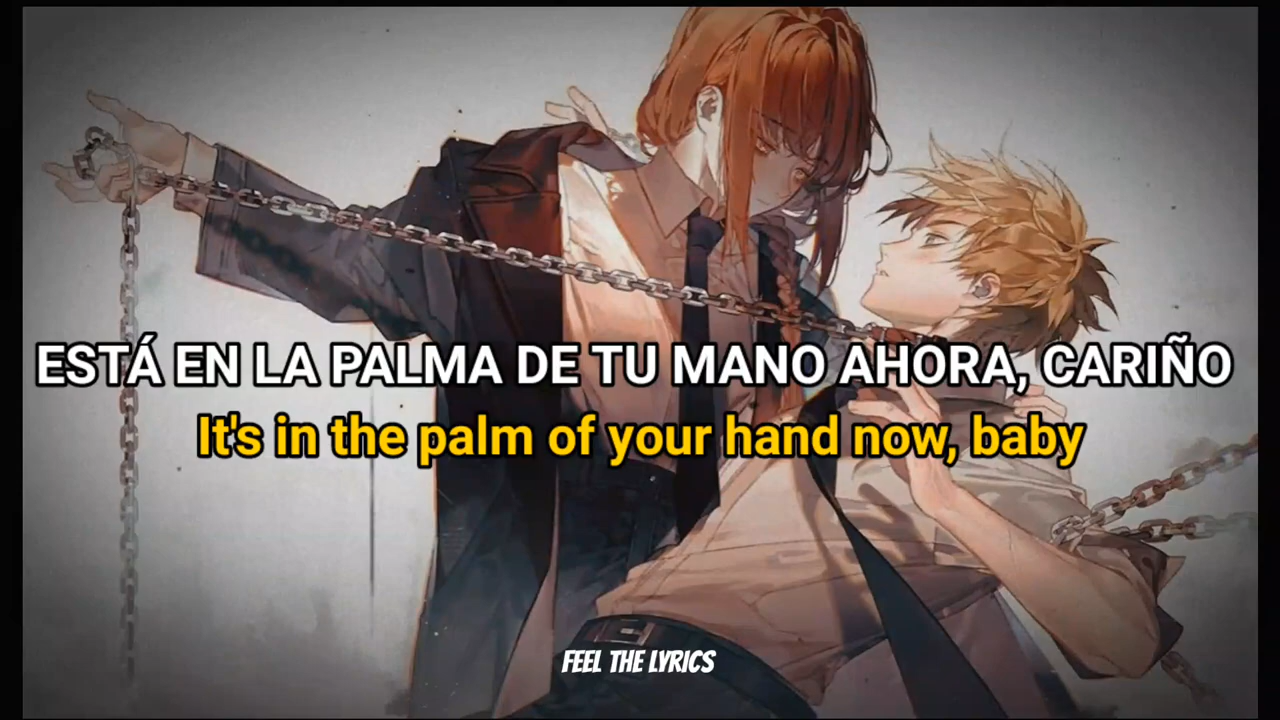 ESTÁ EN LA PALMA DE TU MANO AHORA, CARIÑO
It's in the palm of your hand now, baby
FEEL THE LYRICS